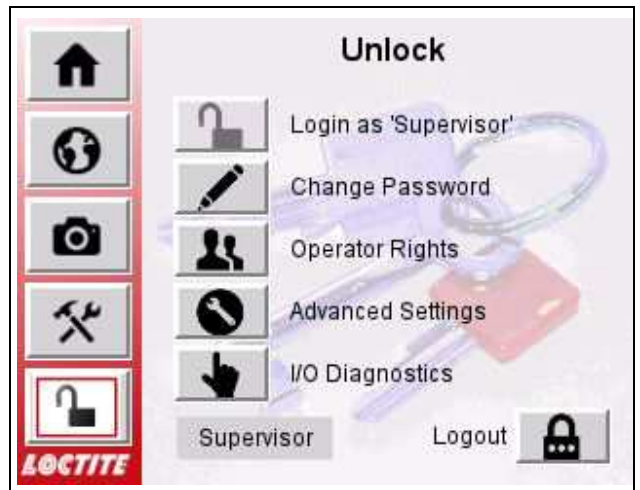 Unlock
Login as 'Supervisor'
Change Password
Operator Rights
Advanced Settings
I/O Diagnostics
Supervisor
Logout
LOCTITE